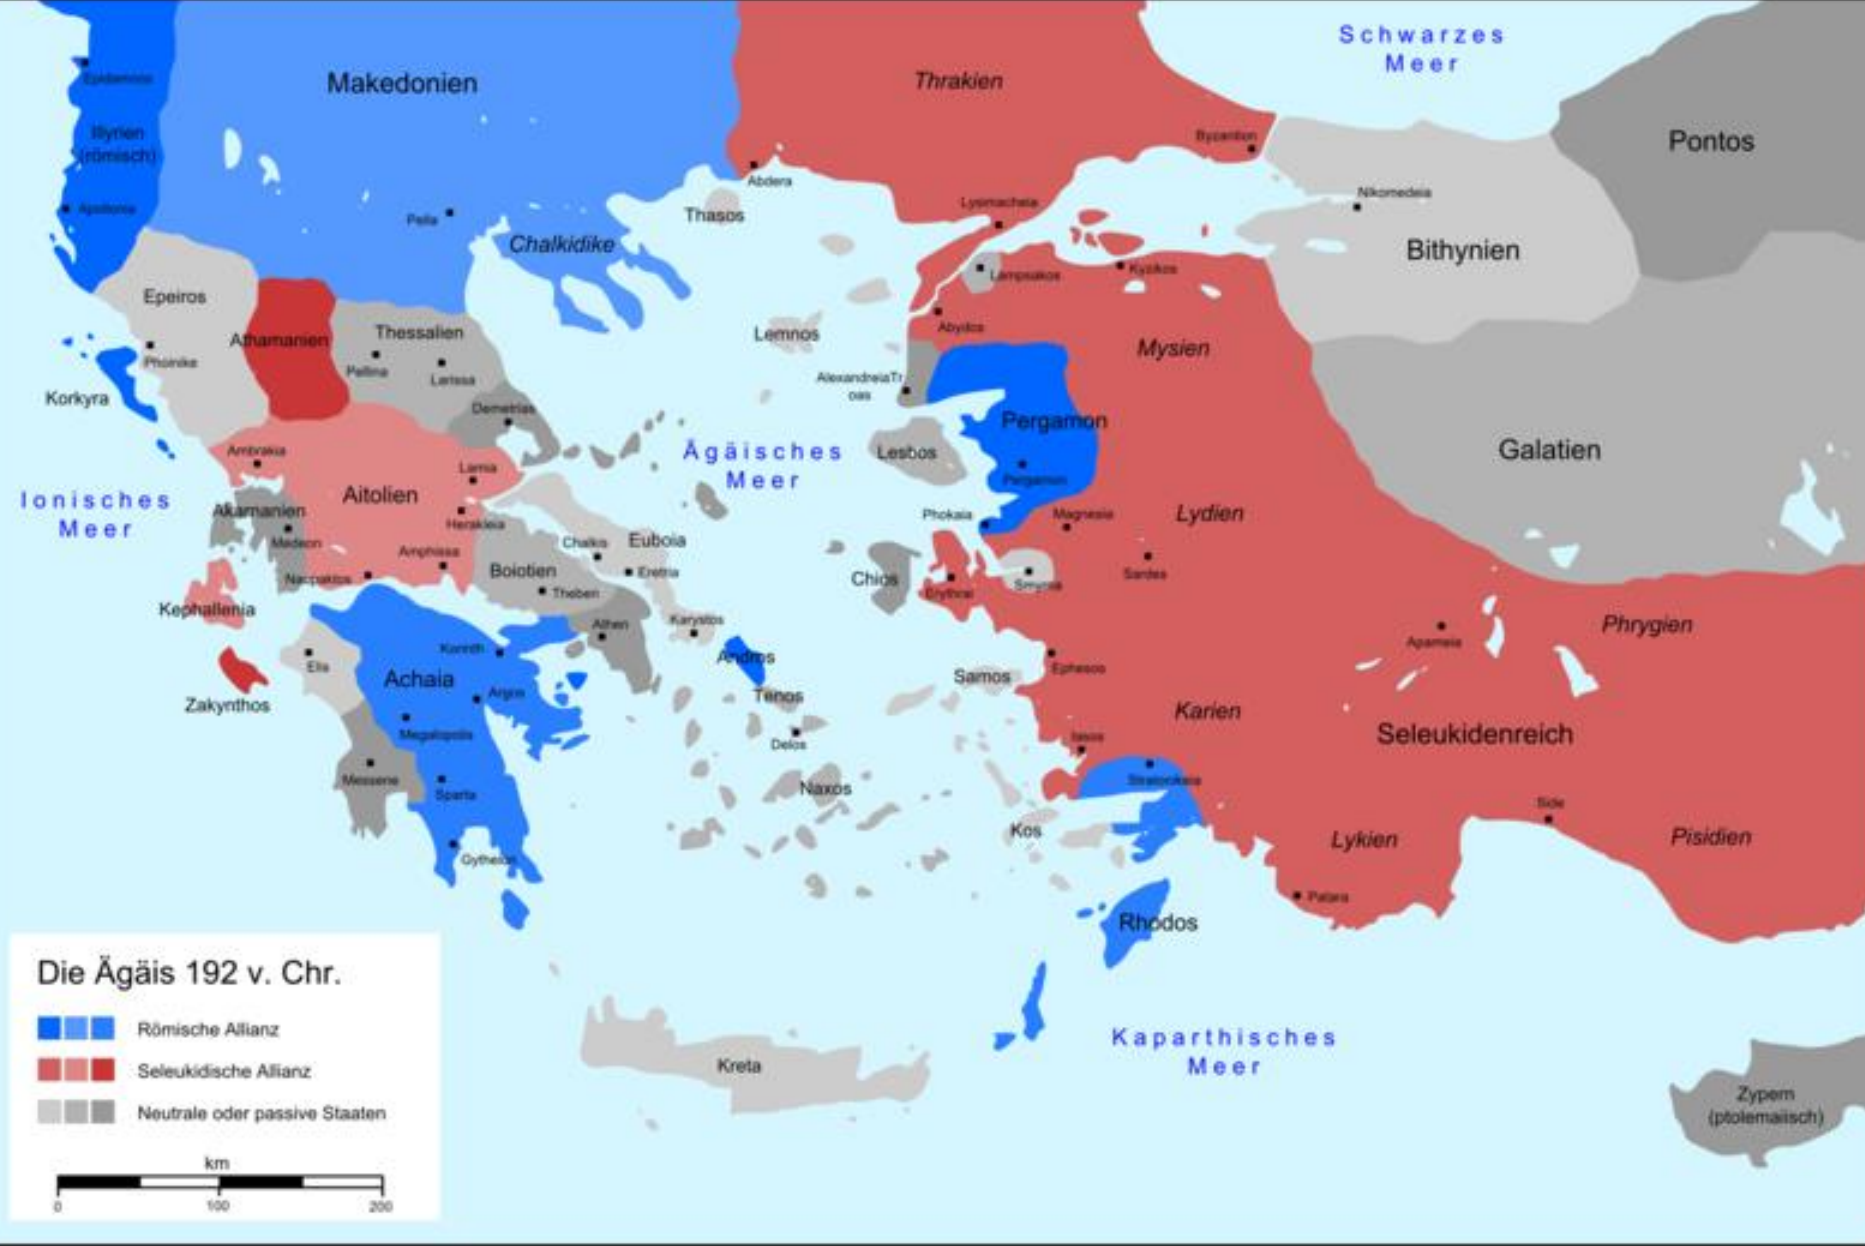 Schwarzes
Meer
Makedonien
Thrakien
Epidamnos
Illyrien
(römisch)
Byzantion
Pontos
Abdera
Nikomedeia
Apollonia
Pella
Thasos
Lysimacheia
Chalkidike
Bithynien
Lampsakos
Kyzikos
Epeiros
Athamanien
Thessalien
Lemnos
Abydos
Mysien
Phoinike
Pellina
Larissa
AlexandreiaTr
oas
Korkyra
Demetrias
Pergamon
Ambrakia
Ägäisches
Meer
Lesbos
Galatien
Lamia
Pergamon
Ionisches
Meer
Aitolien
Akarnanien
Herakleia
Phokaia
Magnesia
Lydien
Medeon
Amphissa
Chalkis
Euboia
Naupaktos
Boiotien
Eretria
Chios
Smyrna
Sardes
Theben
Erythrai
Kephallenia
Athen
Karystos
Phrygien
Apameia
Korinth
Andros
Elis
Achaia
Samos
Ephesos
Zakynthos
Argos
Tenos
Karien
Megalopolis
Delos
Iasos
Seleukidenreich
Messene
Sparta
Naxos
Stratonikeia
Side
Kos
Lykien
Pisidien
Gytheion
Patara
Rhodos
Die Ägäis 192 v. Chr.
Römische Allianz
Seleukidische Allianz
Neutrale oder passive Staaten
km
0 100 200
Kaparthisches
Meer
Kreta
Zypern
(ptolemaiisch)